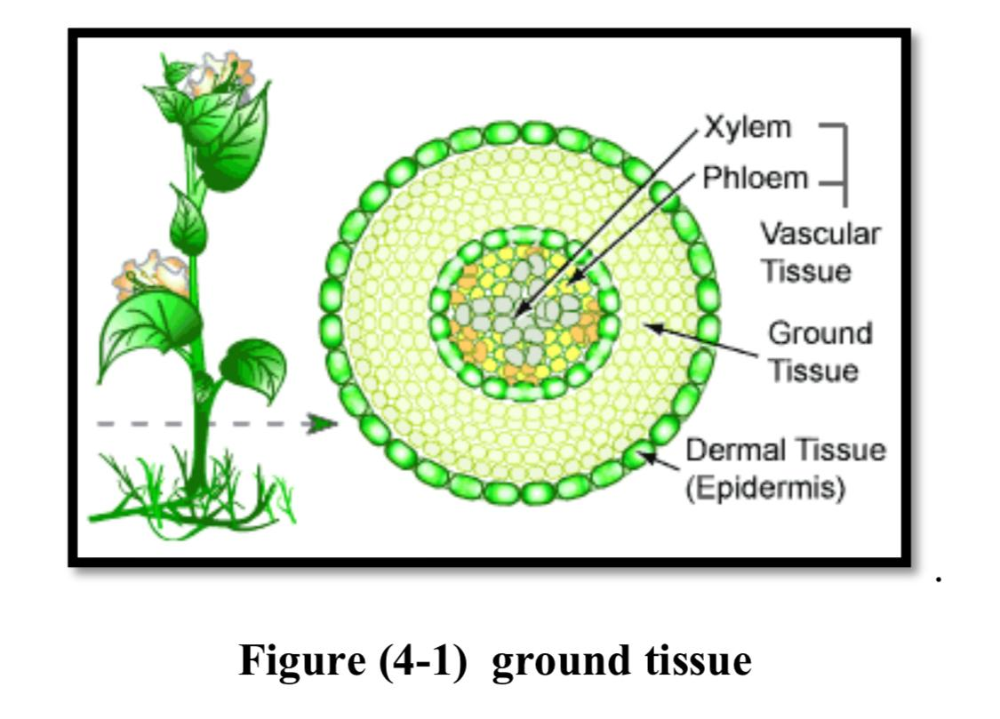 Xylem
Phloem
Vascular
Tissue
Ground
Tissue
Dermal Tissue
(Epidermis)
.
Figure (4-1) ground tissue